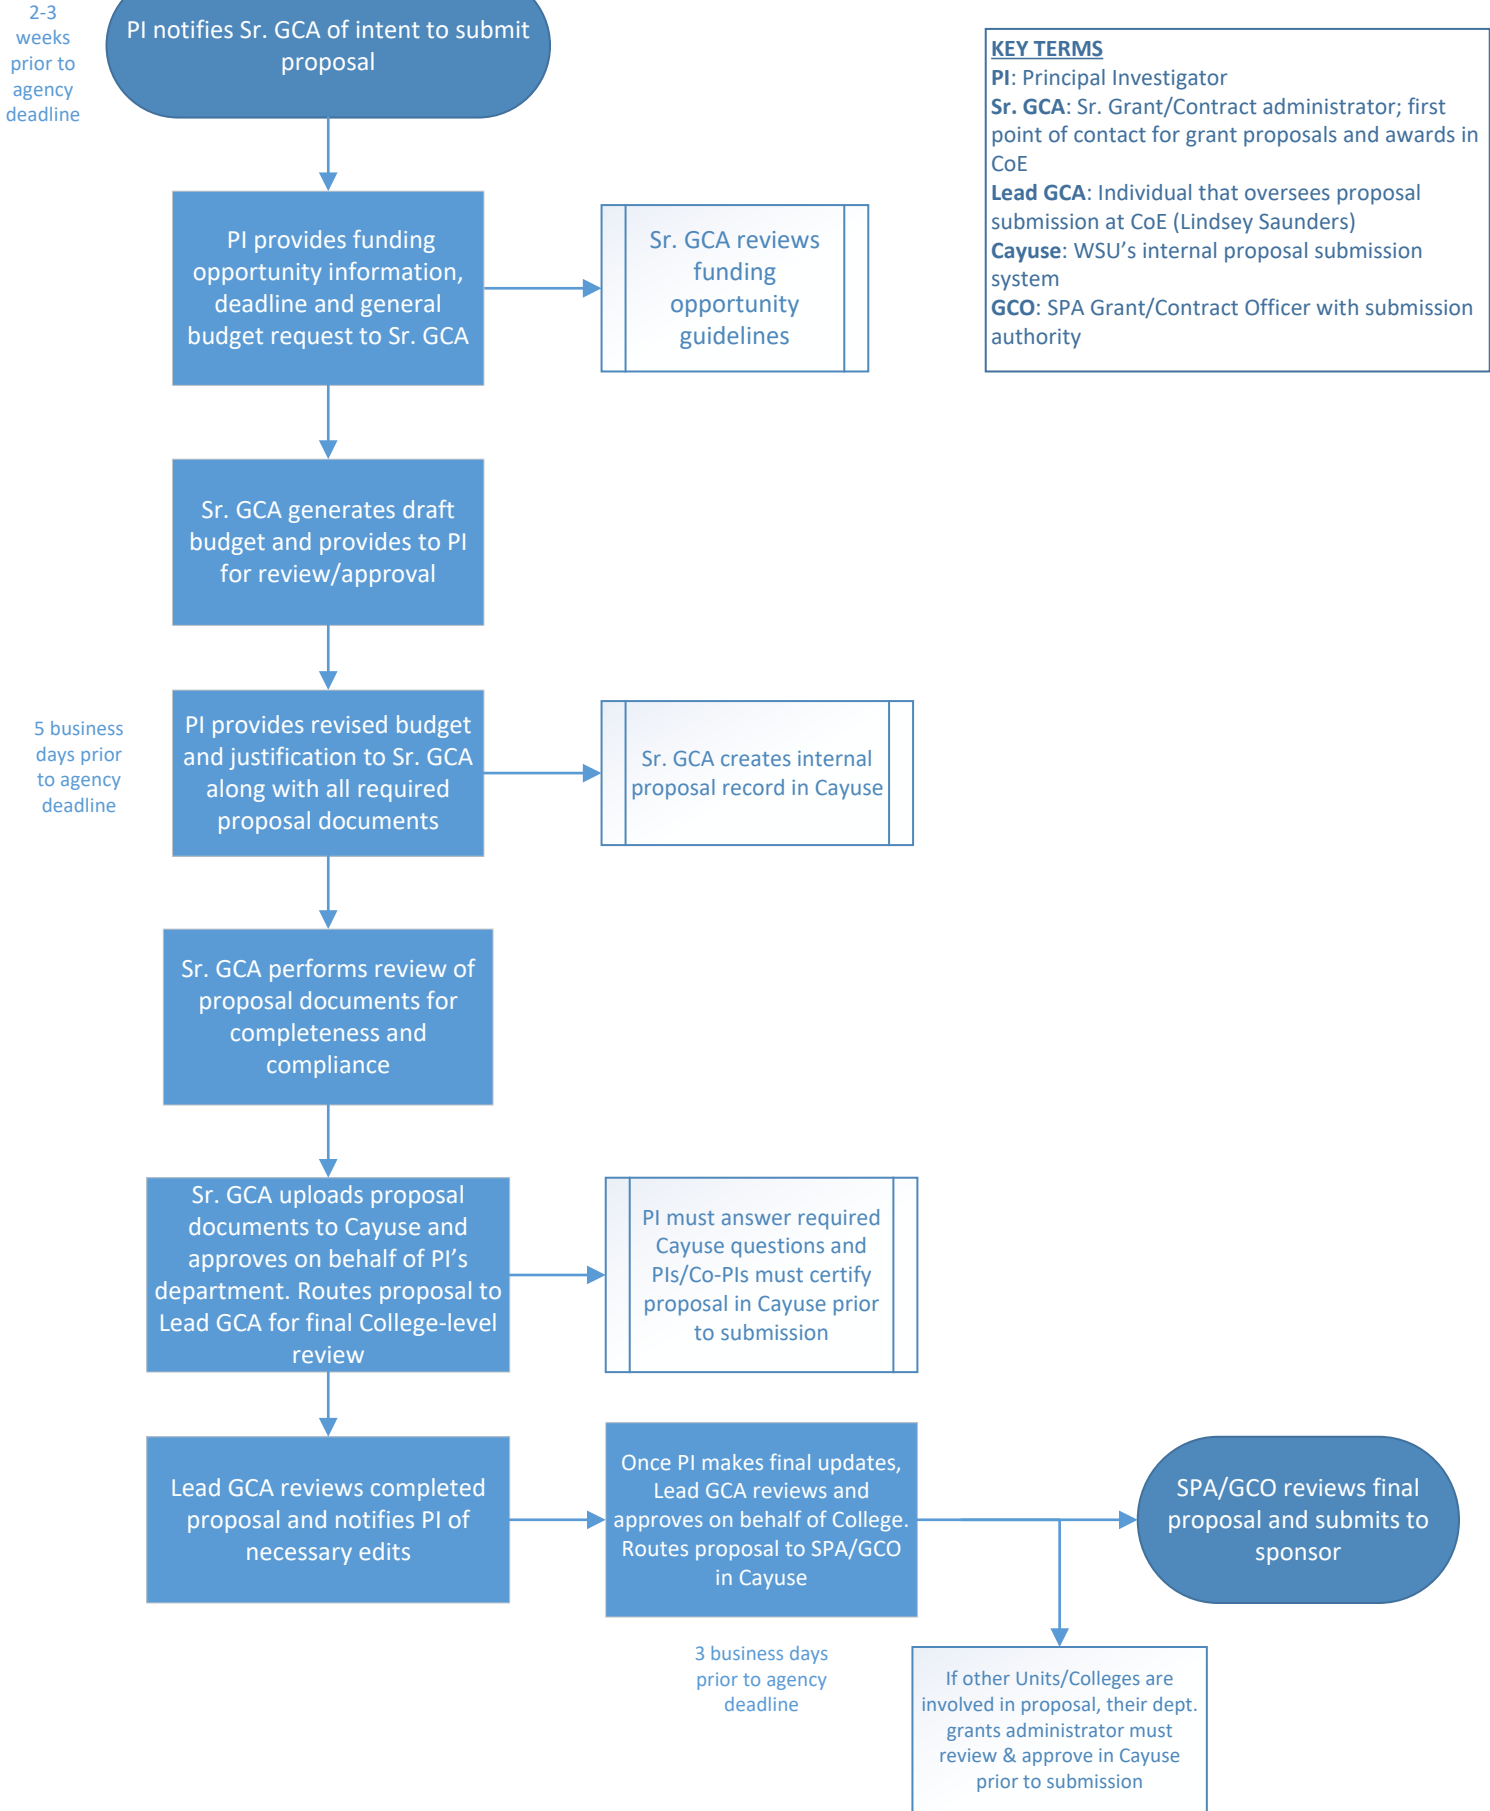 2-3
weeks
prior to
agency
deadline
PI notifies Sr. GCA of intent to submit
proposal
KEY TERMS
PI: Principal Investigator
Sr. GCA: Sr. Grant/Contract administrator; first
point of contact for grant proposals and awards in
CoE
Lead GCA: Individual that oversees proposal
submission at CoE (Lindsey Saunders)
Cayuse: WSU’s internal proposal submission
system
GCO: SPA Grant/Contract Officer with submission
authority
PI provides funding
opportunity information,
deadline and general
budget request to Sr. GCA
Sr. GCA reviews
funding
opportunity
guidelines
Sr. GCA generates draft
budget and provides to PI
for review/approval
5 business
days prior
to agency
deadline
PI provides revised budget
and justification to Sr. GCA
along with all required
proposal documents
Sr. GCA creates internal
proposal record in Cayuse
Sr. GCA performs review of
proposal documents for
completeness and
compliance
Sr. GCA uploads proposal
documents to Cayuse and
approves on behalf of PI’s
department. Routes proposal to
Lead GCA for final College-level
review
PI must answer required
Cayuse questions and
PIs/Co-PIs must certify
proposal in Cayuse prior
to submission
Lead GCA reviews completed
proposal and notifies PI of
necessary edits
Once PI makes final updates,
Lead GCA reviews and
approves on behalf of College.
Routes proposal to SPA/GCO
in Cayuse
SPA/GCO reviews final
proposal and submits to
sponsor
3 business days
prior to agency
deadline
If other Units/Colleges are
involved in proposal, their dept.
grants administrator must
review & approve in Cayuse
prior to submission